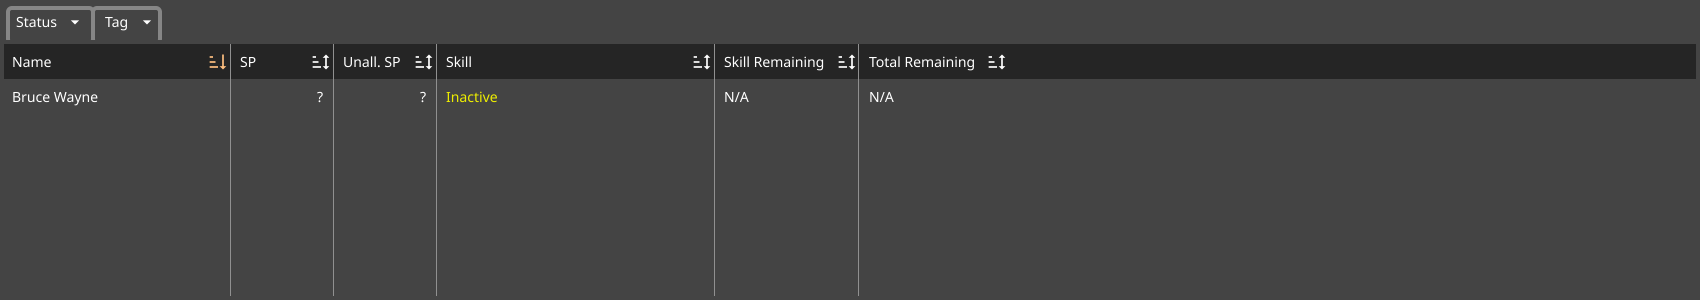 Status Tag
Name SP Unall. SP Skill Skill Remaining Total Remaining
Bruce Wayne ? ? Inactive N/A N/A